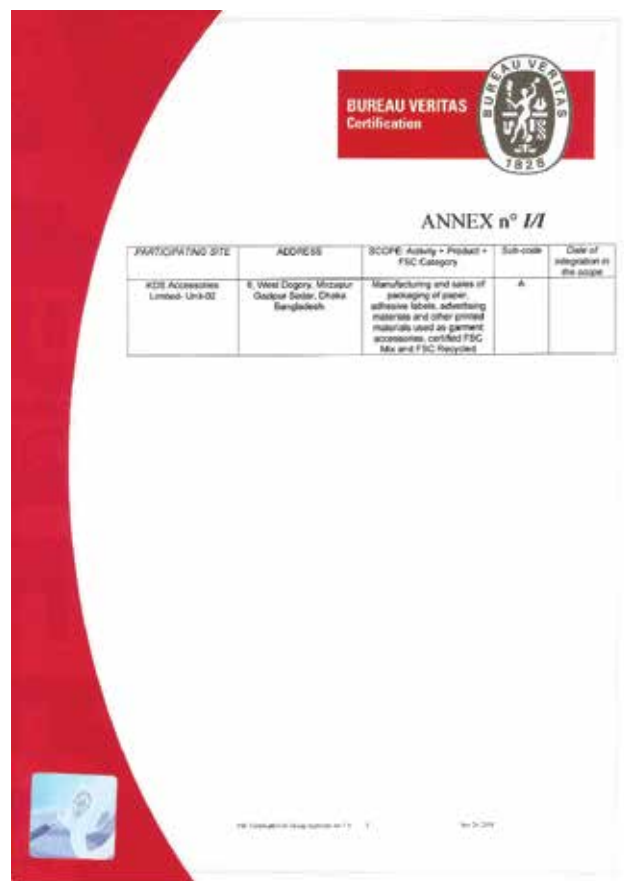 BUREAU VERITAS
Certification
BUREAU VERITAS
1828
ANNEX n° I/I
PARTICIPATING SITE ADDRESS SCOPE: Activity + Product + Sub-code Date of
FSC Category integration in
the scope
KDS Accessories 6, West Dogory, Mirzapur Manufacturing and sales of A
Limited- Unit-02 Gazipur Sadar, Dhaka packaging of paper,
Bangladesh. adhesive labels, advertising
materials and other printed
materials used as garment
accessories, certified FSC
Mix and FSC Recycled